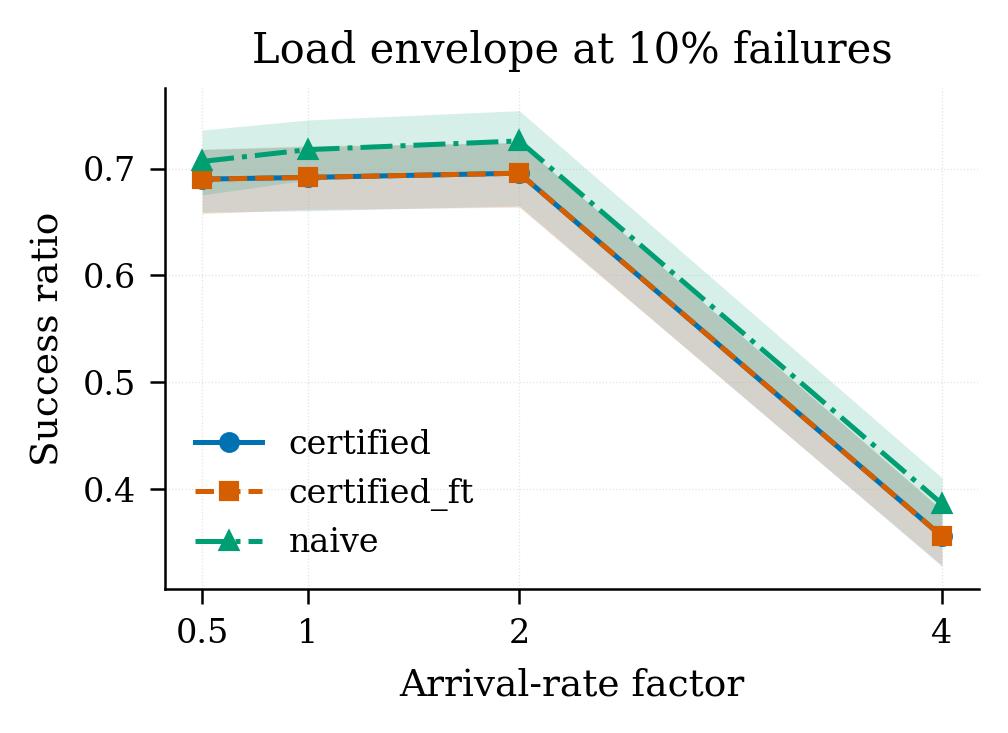 Load envelope at 10% failures
Success ratio
0.7
0.6
0.5
0.4
certified
certified_ft
naive
0.5 1 2 4
Arrival-rate factor